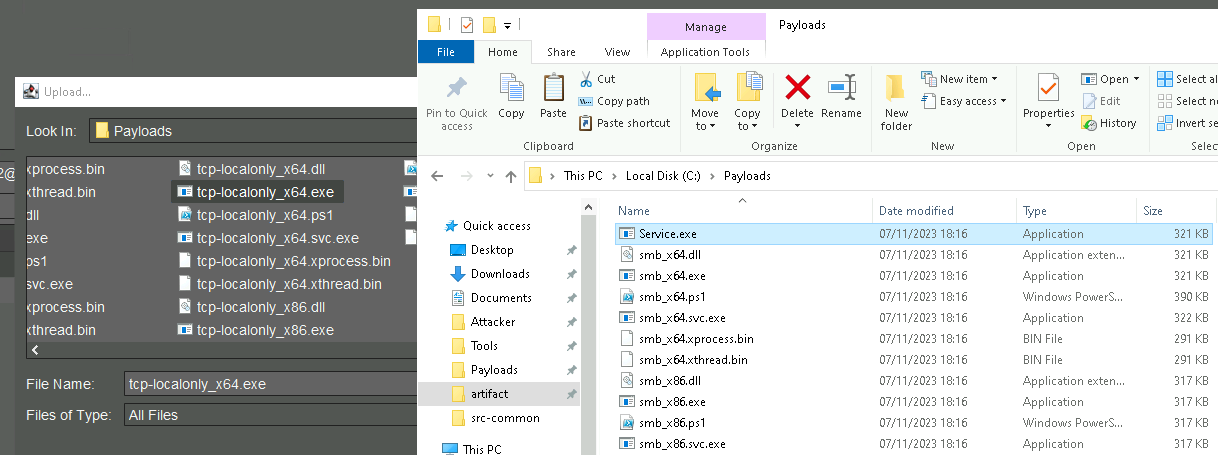 Upload...
Look In: Payloads
2@
xprocess.bin
xthread.bin
dll
exe
ps1
svc.exe
xprocess.bin
xthread.bin
tcp-localonly_x64.dll
tcp-localonly_x64.exe
tcp-localonly_x64.ps1
tcp-localonly_x64.svc.exe
tcp-localonly_x64.xprocess.bin
tcp-localonly_x64.xthread.bin
tcp-localonly_x86.dll
tcp-localonly_x86.exe
File Name: tcp-localonly_x64.exe
Files of Type: All Files
Manage Payloads
File Home Share View Application Tools
Pin to Quick access
Copy
Paste
Cut
Copy path
Paste shortcut
Clipboard
Move to
Copy to
Delete
Rename
Organize
New folder
New item
Easy access
New
Properties
Open
Edit
History
Open
Select al
Select no
Invert se
Selec
This PC > Local Disk (C:) > Payloads
Quick access
Desktop
Downloads
Documents
Attacker
Tools
Payloads
artifact
src-common
This PC
Name Date modified Type Size
Service.exe 07/11/2023 18:16 Application 321 KB
smb_x64.dll 07/11/2023 18:16 Application exten... 321 KB
smb_x64.exe 07/11/2023 18:16 Application 321 KB
smb_x64.ps1 07/11/2023 18:16 Windows PowerS... 390 KB
smb_x64.svc.exe 07/11/2023 18:16 Application 322 KB
smb_x64.xprocess.bin 07/11/2023 18:16 BIN File 291 KB
smb_x64.xthread.bin 07/11/2023 18:16 BIN File 291 KB
smb_x86.dll 07/11/2023 18:16 Application exten... 317 KB
smb_x86.exe 07/11/2023 18:16 Application 317 KB
smb_x86.ps1 07/11/2023 18:16 Windows PowerS... 317 KB
smb_x86.svc.exe 07/11/2023 18:16 Application 317 KB